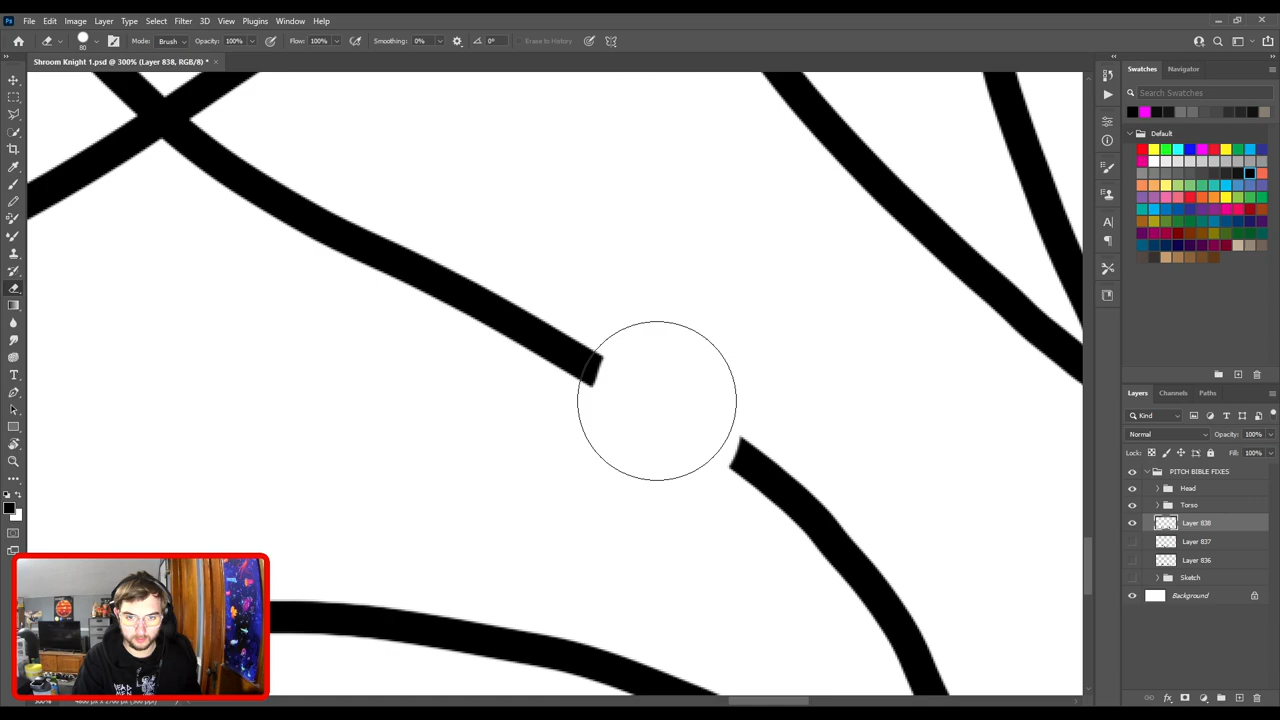 File Edit Image Layer Type Select Filter 3D View Plugins Window Help
80 Mode: Brush Opacity: 100% Flow: 100% Smoothing: 0% 0° Erase to History
Shroom Knight 1.psd @ 300% (Layer 838, RGB/8) *
Swatches Navigator
Search Swatches
Default
Layers Channels Paths
Kind
Normal Opacity: 100%
Lock: Fill: 100%
PITCH BIBLE FIXES
Head
Torso
Layer 838
Layer 837
Layer 836
Sketch
Background